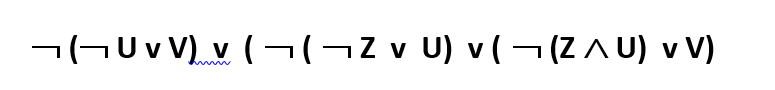 ¬ (¬ U v V) v ( ¬ ( ¬ Z v U) v ( ¬ (Z ∧ U) v V)